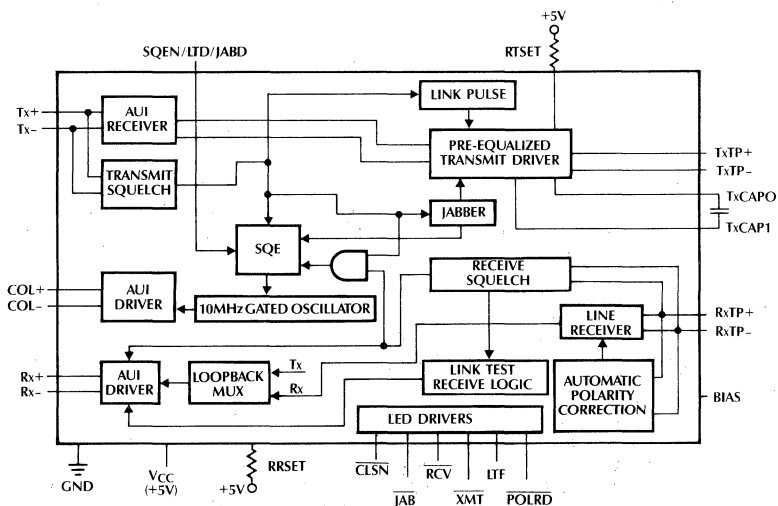 +5V
SQEN/LTD/JABD
RTSET
Tx+
Tx−
AUI
RECEIVER
LINK PULSE
PRE-EQUALIZED
TRANSMIT DRIVER
TxTP+
TxTP−
TRANSMIT
SQUELCH
TxCAPO
JABBER
TxCAP1
SQE
COL+
COL−
AUI
DRIVER
RECEIVE
SQUELCH
10MHz GATED OSCILLATOR
LINE
RECEIVER
RxTP+
RxTP−
Rx+
Rx−
AUI
DRIVER
LOOPBACK
MUX
Tx
Rx
LINK TEST
RECEIVE LOGIC
AUTOMATIC
POLARITY
CORRECTION
BIAS
LED DRIVERS
GND
VCC
(+5V)
RRSET
+5V
CLSN
RCV
LTF
JAB
XMT
POLRD